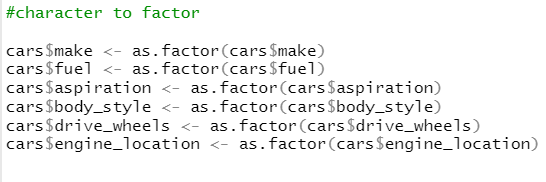 #character to factor
cars$make <- as.factor(cars$make)
cars$fuel <- as.factor(cars$fuel)
cars$aspiration <- as.factor(cars$aspiration)
cars$body_style <- as.factor(cars$body_style)
cars$drive_wheels <- as.factor(cars$drive_wheels)
cars$engine_location <- as.factor(cars$engine_location)